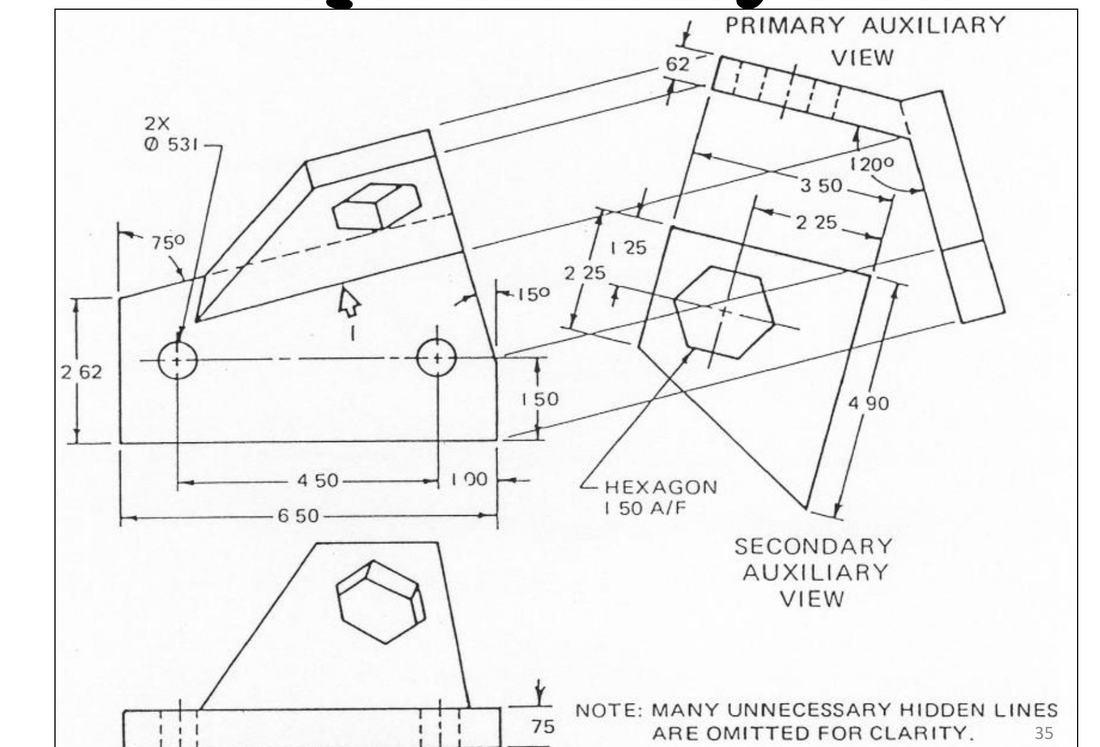 PRIMARY AUXILIARY
VIEW
62
2X
Ø 531
120°
3 50
2 25
75°
1 25
2 25
15°
1
2 62
1 50
4 90
4 50
1 00
HEXAGON
1 50 A/F
6 50
SECONDARY
AUXILIARY
VIEW
75
NOTE: MANY UNNECESSARY HIDDEN LINES
ARE OMITTED FOR CLARITY.
35